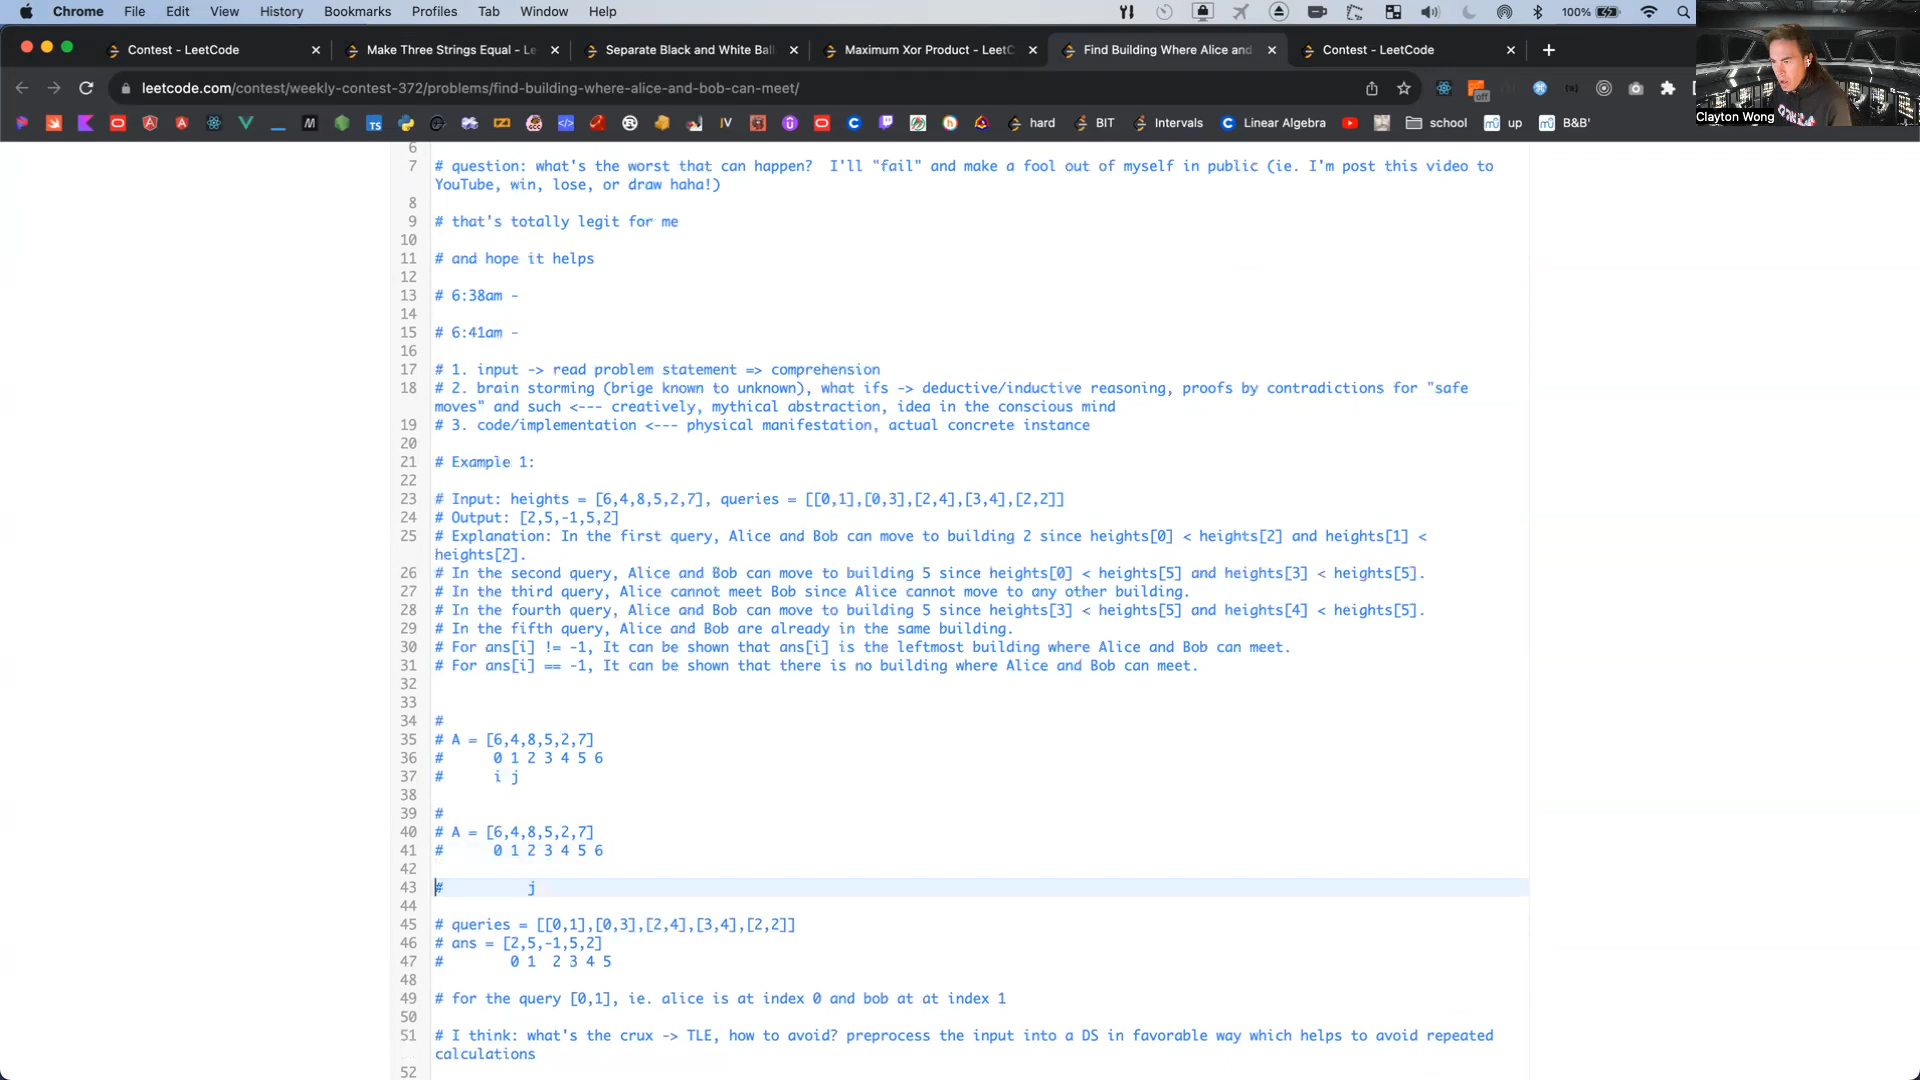 Chrome File Edit View History Bookmarks Profiles Tab Window Help 100%
Contest - LeetCode Make Three Strings Equal - Le Separate Black and White Ball Maximum Xor Product - LeetC Find Building Where Alice and Contest - LeetCode
leetcode.com/contest/weekly-contest-372/problems/find-building-where-alice-and-bob-can-meet/
off
Clayton Wong
TS IV hard BIT Intervals Linear Algebra school up B&B'
6
7 # question: what's the worst that can happen?  I'll "fail" and make a fool out of myself in public (ie. I'm post this video to
YouTube, win, lose, or draw haha!)
8
9 # that's totally legit for me
10
11 # and hope it helps
12
13 # 6:38am -
14
15 # 6:41am -
16
17 # 1. input -> read problem statement => comprehension
18 # 2. brain storming (brige known to unknown), what ifs -> deductive/inductive reasoning, proofs by contradictions for "safe
moves" and such <--- creatively, mythical abstraction, idea in the conscious mind
19 # 3. code/implementation <--- physical manifestation, actual concrete instance
20
21 # Example 1:
22
23 # Input: heights = [6,4,8,5,2,7], queries = [[0,1],[0,3],[2,4],[3,4],[2,2]]
24 # Output: [2,5,-1,5,2]
25 # Explanation: In the first query, Alice and Bob can move to building 2 since heights[0] < heights[2] and heights[1] <
heights[2].
26 # In the second query, Alice and Bob can move to building 5 since heights[0] < heights[5] and heights[3] < heights[5].
27 # In the third query, Alice cannot meet Bob since Alice cannot move to any other building.
28 # In the fourth query, Alice and Bob can move to building 5 since heights[3] < heights[5] and heights[4] < heights[5].
29 # In the fifth query, Alice and Bob are already in the same building.
30 # For ans[i] != -1, It can be shown that ans[i] is the leftmost building where Alice and Bob can meet.
31 # For ans[i] == -1, It can be shown that there is no building where Alice and Bob can meet.
32
33
34 #
35 # A = [6,4,8,5,2,7]
36 #      0 1 2 3 4 5 6
37 #      i j
38
39 #
40 # A = [6,4,8,5,2,7]
41 #      0 1 2 3 4 5 6
42
43 #          j
44
45 # queries = [[0,1],[0,3],[2,4],[3,4],[2,2]]
46 # ans = [2,5,-1,5,2]
47 #        0 1  2 3 4 5
48
49 # for the query [0,1], ie. alice is at index 0 and bob at at index 1
50
51 # I think: what's the crux -> TLE, how to avoid? preprocess the input into a DS in favorable way which helps to avoid repeated
calculations
52